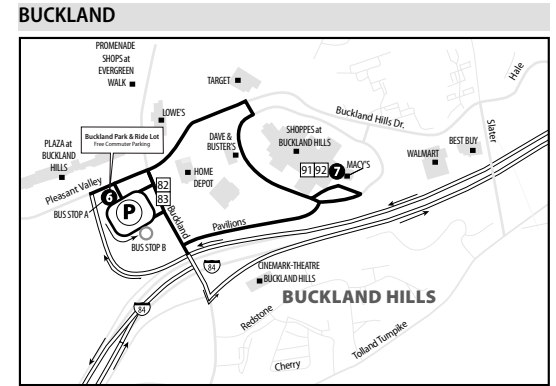 BUCKLAND
PROMENADE
SHOPS at
EVERGREEN
WALK
TARGET
Hale
LOWE'S
Buckland Hills Dr.
Slater
Buckland Park & Ride Lot
Free Commuter Parking
PLAZA at
BUCKLAND
HILLS
DAVE &
BUSTER'S
SHOPPES at
BUCKLAND HILLS
BEST BUY
WALMART
HOME
DEPOT
91 92 7
MACY'S
Pleasant Valley
82
83
6
P
BUS STOP A
Buckland
Pavilions
BUS STOP B
84
CINEMARK-THEATRE
BUCKLAND HILLS
BUCKLAND HILLS
84
Redstone
Tolland Turnpike
Cherry